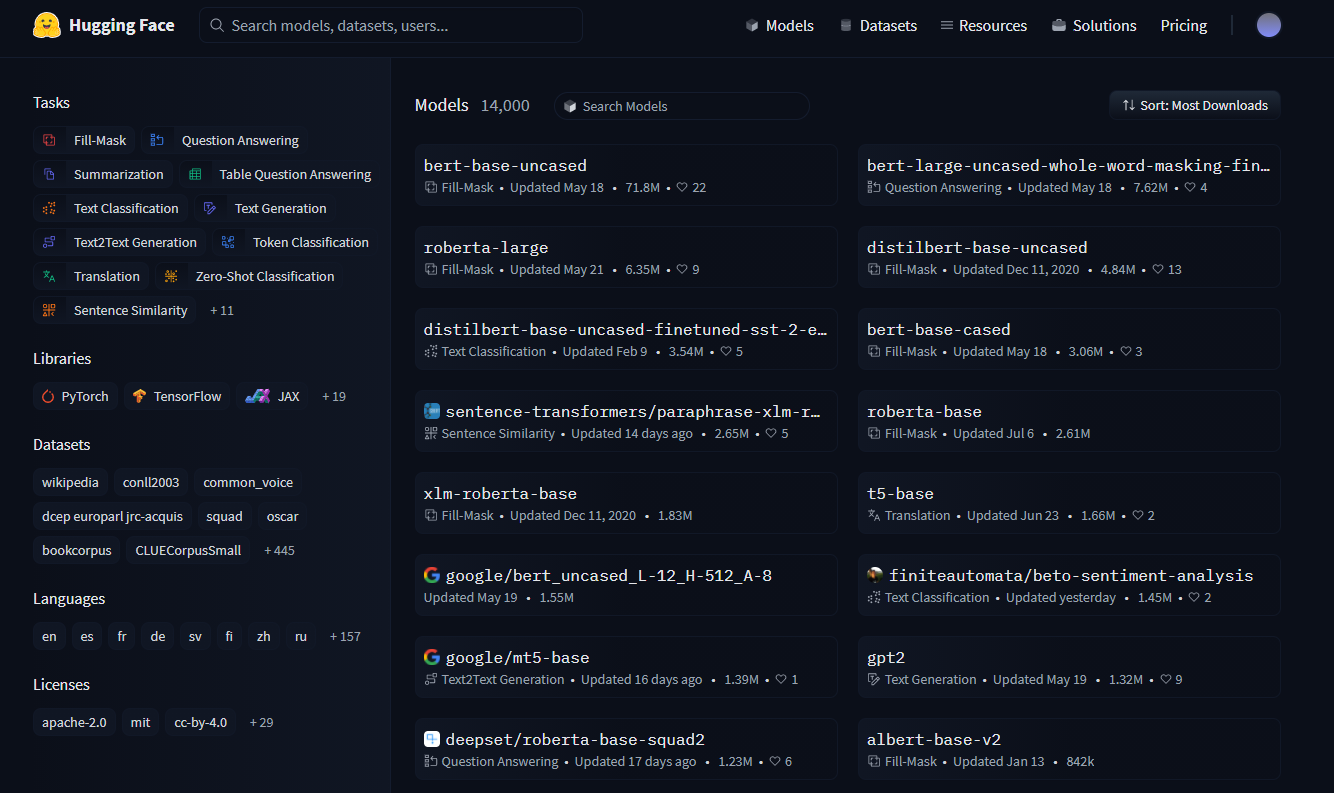 Hugging Face
Search models, datasets, users...
Models
Datasets
Resources
Solutions
Pricing
Tasks
Fill-Mask
Question Answering
Summarization
Table Question Answering
Text Classification
Text Generation
Text2Text Generation
Token Classification
Translation
Zero-Shot Classification
Sentence Similarity
+ 11
Libraries
PyTorch
TensorFlow
JAX
+ 19
Datasets
wikipedia
conll2003
common_voice
dcep europarl jrc-acquis
squad
oscar
bookcorpus
CLUECorpusSmall
+ 445
Languages
en
es
fr
de
sv
fi
zh
ru
+ 157
Licenses
apache-2.0
mit
cc-by-4.0
+ 29
Models 14,000
Search Models
Sort: Most Downloads
bert-base-uncased
Fill-Mask • Updated May 18 • 71.8M • 22
bert-large-uncased-whole-word-masking-fin…
Question Answering • Updated May 18 • 7.62M • 4
roberta-large
Fill-Mask • Updated May 21 • 6.35M • 9
distilbert-base-uncased
Fill-Mask • Updated Dec 11, 2020 • 4.84M • 13
distilbert-base-uncased-finetuned-sst-2-e…
Text Classification • Updated Feb 9 • 3.54M • 5
bert-base-cased
Fill-Mask • Updated May 18 • 3.06M • 3
sentence-transformers/paraphrase-xlm-r…
Sentence Similarity • Updated 14 days ago • 2.65M • 5
roberta-base
Fill-Mask • Updated Jul 6 • 2.61M
xlm-roberta-base
Fill-Mask • Updated Dec 11, 2020 • 1.83M
t5-base
Translation • Updated Jun 23 • 1.66M • 2
google/bert_uncased_L-12_H-512_A-8
Updated May 19 • 1.55M
finiteautomata/beto-sentiment-analysis
Text Classification • Updated yesterday • 1.45M • 2
google/mt5-base
Text2Text Generation • Updated 16 days ago • 1.39M • 1
gpt2
Text Generation • Updated May 19 • 1.32M • 9
deepset/roberta-base-squad2
Question Answering • Updated 17 days ago • 1.23M • 6
albert-base-v2
Fill-Mask • Updated Jan 13 • 842k